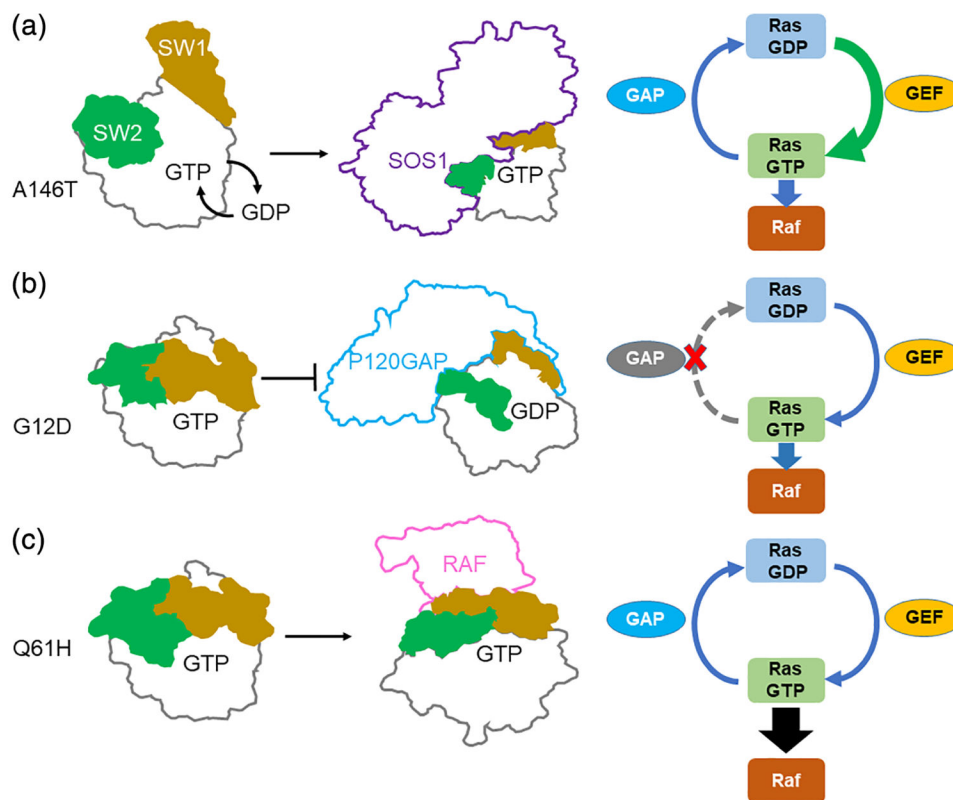 (a)
SW1
SW2
GTP
GDP
A146T
SOS1
GTP
Ras
GDP
GAP
GEF
Ras
GTP
Raf
(b)
G12D
GTP
P120GAP
GDP
Ras
GDP
GAP
GEF
Ras
GTP
Raf
(c)
Q61H
GTP
RAF
GTP
Ras
GDP
GAP
GEF
Ras
GTP
Raf